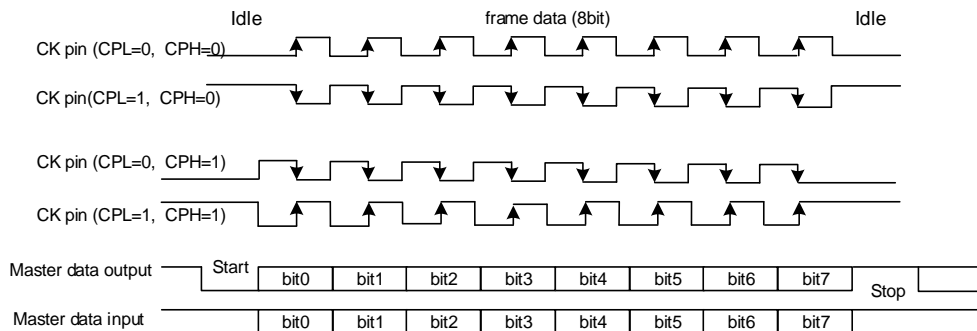 Idle frame data (8bit) Idle
CK pin (CPL=0, CPH=0)
CK pin(CPL=1, CPH=0)
CK pin (CPL=0, CPH=1)
CK pin (CPL=1, CPH=1)
Master data output Start bit0 bit1 bit2 bit3 bit4 bit5 bit6 bit7 Stop
Master data input bit0 bit1 bit2 bit3 bit4 bit5 bit6 bit7